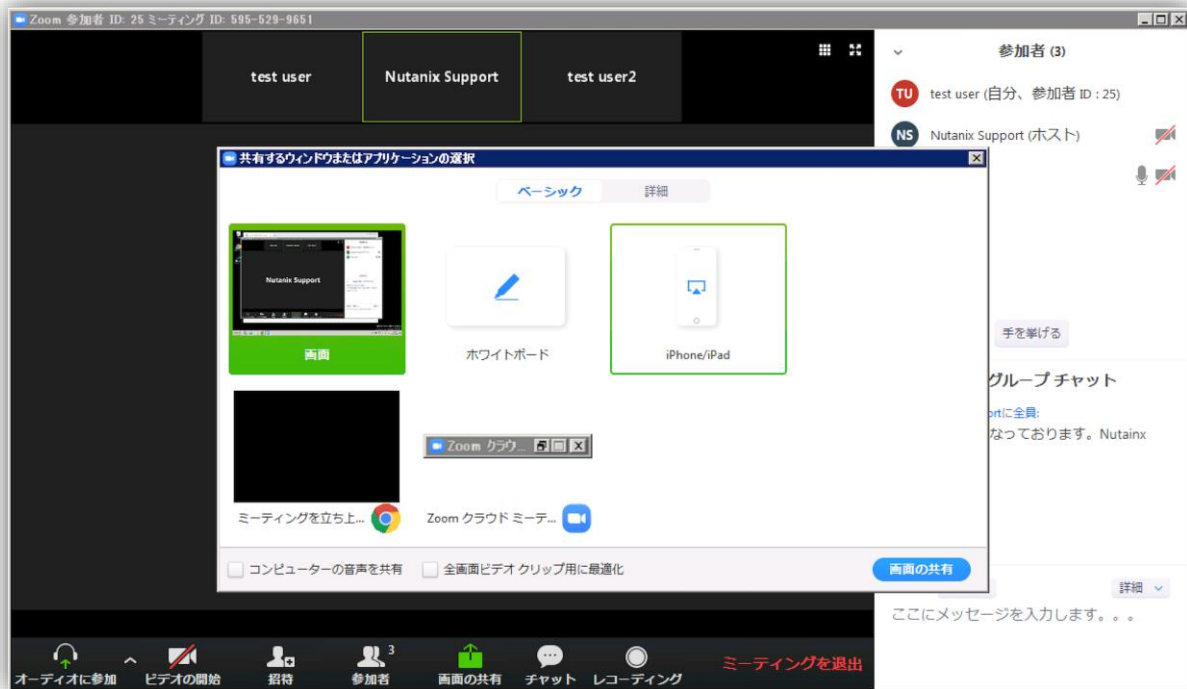 Zoom 参加者 ID: 25 ミーティング ID: 595-529-9651
test user
Nutanix Support
test user2
参加者 (3)
TU test user (自分、参加者 ID : 25)
NS Nutanix Support (ホスト)
共有するウィンドウまたはアプリケーションの選択
ベーシック 詳細
Nutanix Support
画面
ホワイトボード
iPhone/iPad
Zoom クラウ...
ミーティングを立ち上...
Zoom クラウド ミーテ...
コンピューターの音声を共有
全画面ビデオ クリップ用に最適化
画面の共有
手を挙げる
グループ チャット
ortに全員:
なっております。Nutainx
詳細
ここにメッセージを入力します。。。
オーディオに参加
ビデオの開始
招待
3
参加者
画面の共有
チャット
レコーディング
ミーティングを退出